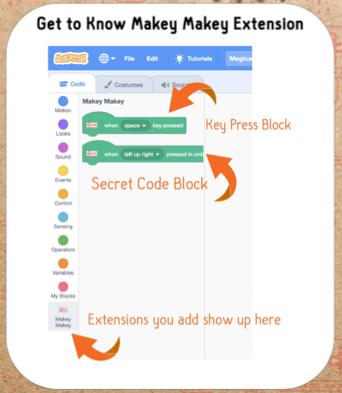 Get to Know Makey Makey Extension
SCRATCH File Edit Tutorials Magica
Code Costumes Sounds
Motion
Looks
Sound
Events
Control
Sensing
Operators
Variables
My Blocks
Makey
Makey
Makey Makey
when space key pressed
Key Press Block
when left up right pressed in orde
Secret Code Block
Extensions you add show up here